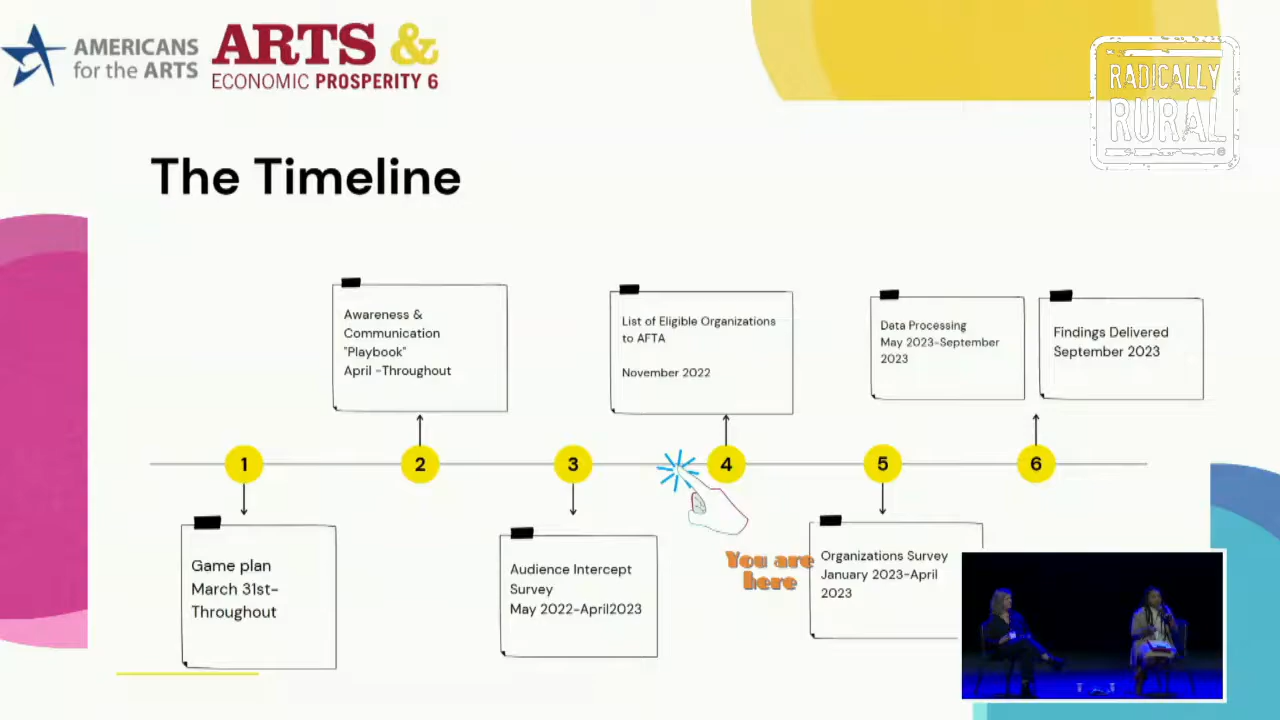 AMERICANS
for the ARTS
ARTS &
ECONOMIC PROSPERITY 6
RADICALLY
RURAL
The Timeline
Awareness &
Communication
"Playbook"
April -Throughout
List of Eligible Organizations
to AFTA
November 2022
Data Processing
May 2023-September
2023
Findings Delivered
September 2023
1
2
3
4
5
6
Game plan
March 31st-
Throughout
Audience Intercept
Survey
May 2022-April2023
You are
here
Organizations Survey
January 2023-April
2023